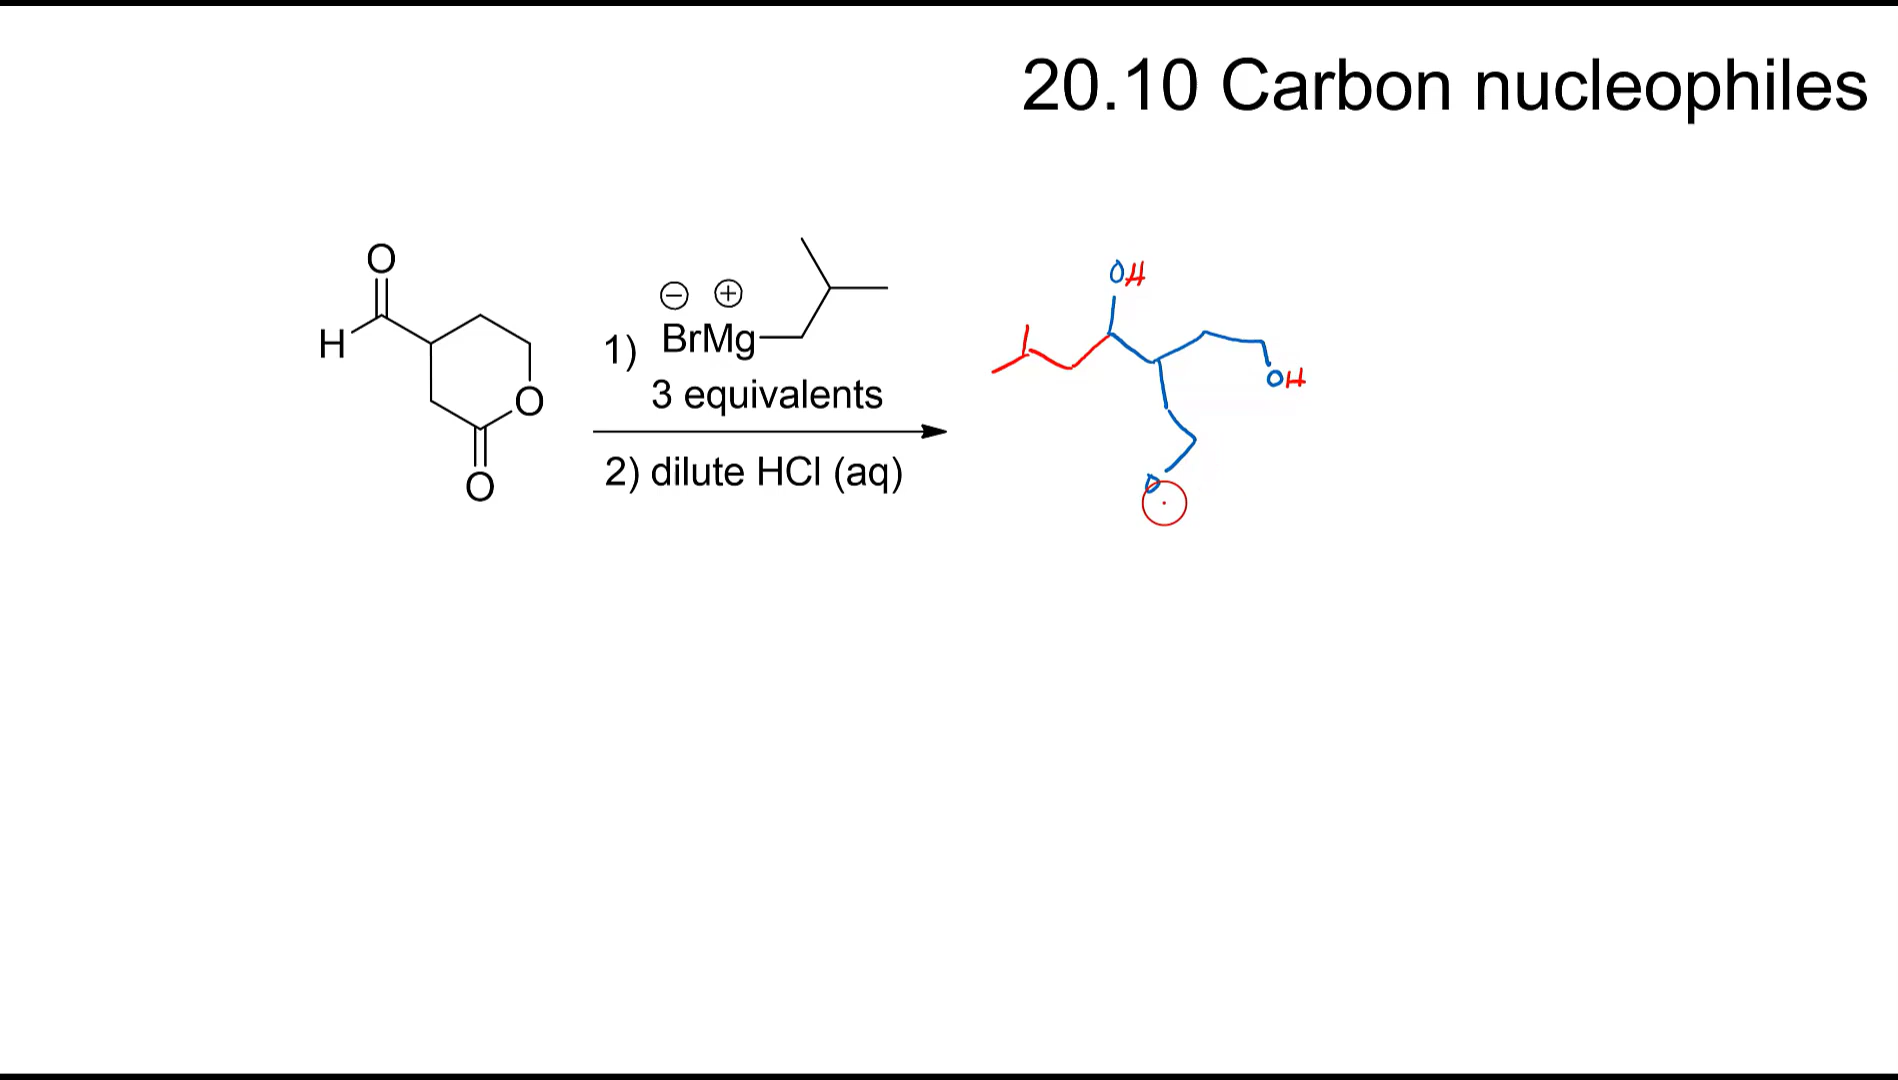 20.10 Carbon nucleophiles
O
H
O
O
1) BrMg
⊖ ⊕
3 equivalents
2) dilute HCl (aq)
OH
OH
O